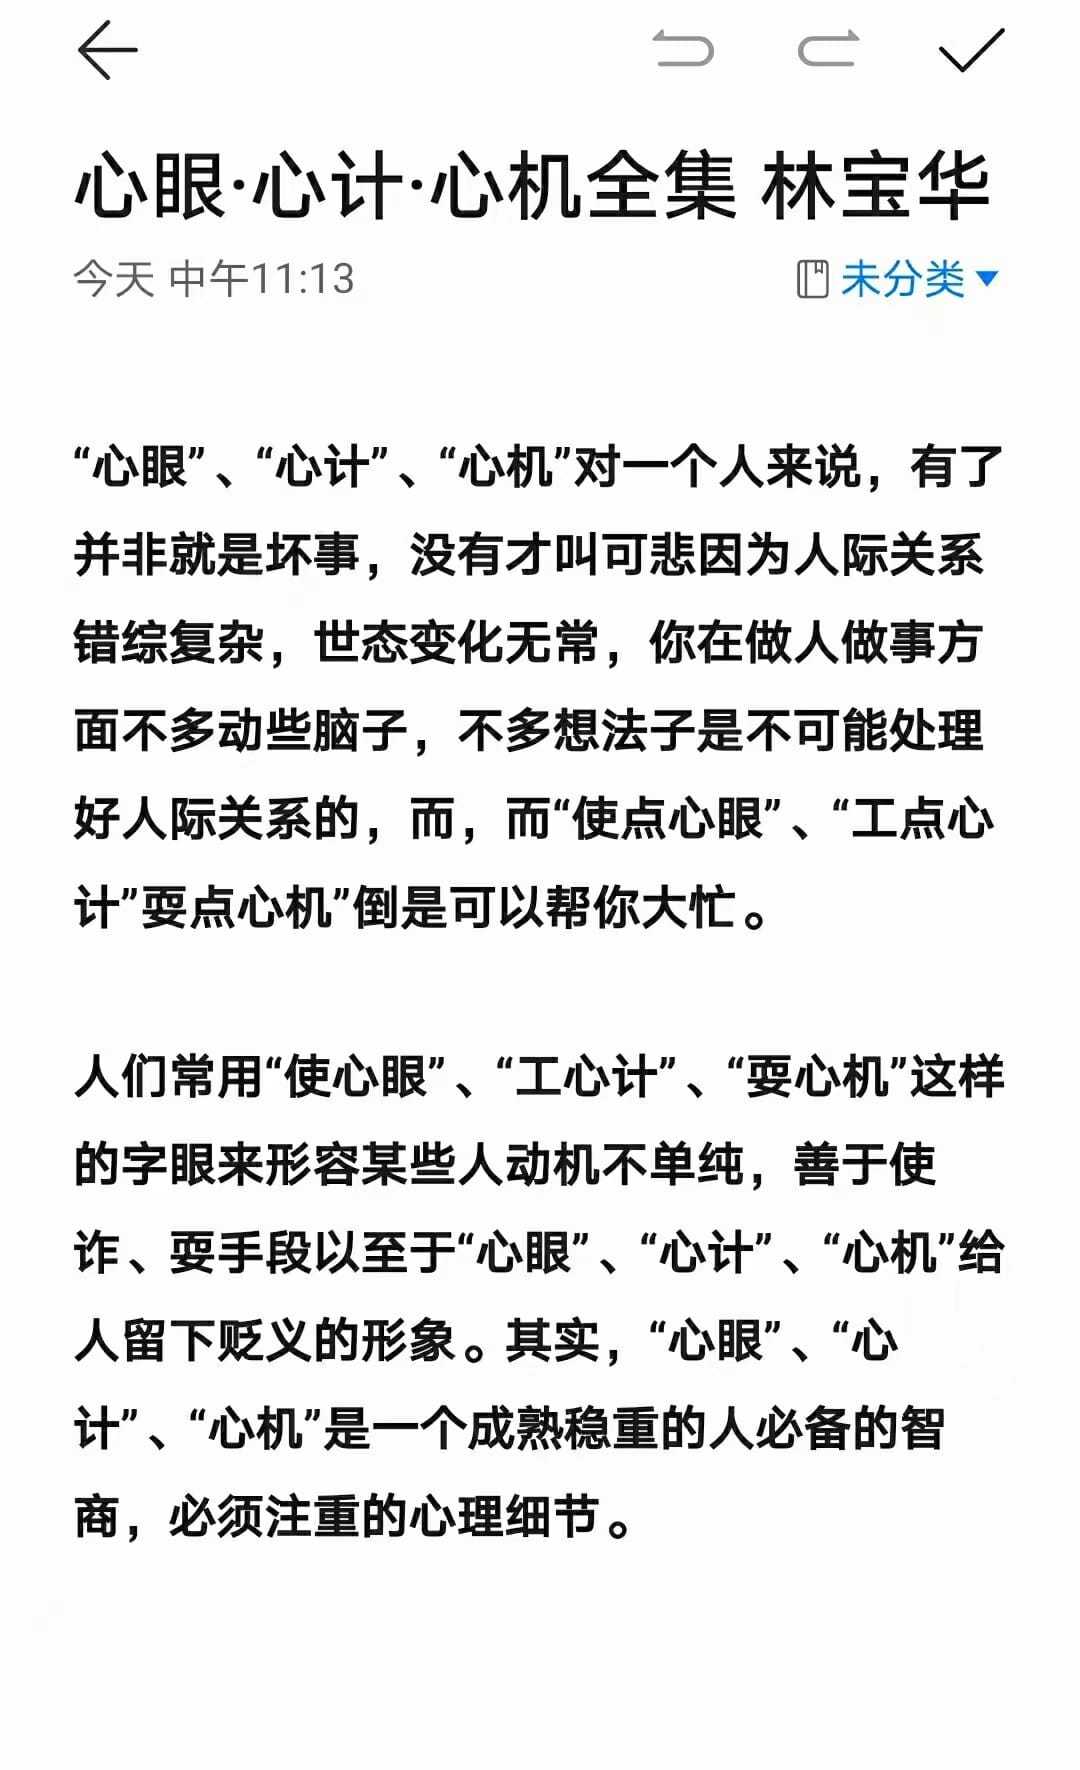 心眼·心计·心机全集 林宝华
今天 中午11:13
未分类
“心眼”、“心计”、“心机”对一个人来说，有了
并非就是坏事，没有才叫可悲因为人际关系
错综复杂，世态变化无常，你在做人做事方
面不多动些脑子，不多想法子是不可能处理
好人际关系的，而，而“使点心眼”、“工点心
计”耍点心机”倒是可以帮你大忙。
人们常用“使心眼”、“工心计”、“耍心机”这样
的字眼来形容某些人动机不单纯，善于使
诈、耍手段以至于“心眼”、“心计”、“心机”给
人留下贬义的形象。其实，“心眼”、“心
计”、“心机”是一个成熟稳重的人必备的智
商，必须注重的心理细节。